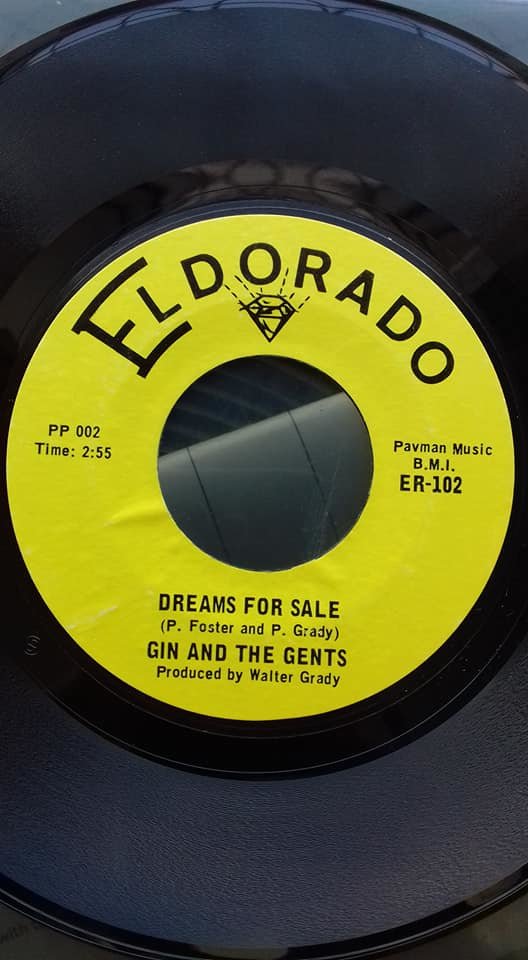 ELDORADO
PP 002
Time: 2:55
Pavman Music
B.M.I.
ER-102
DREAMS FOR SALE
(P. Foster and P. Grady)
GIN AND THE GENTS
Produced by Walter Grady
with